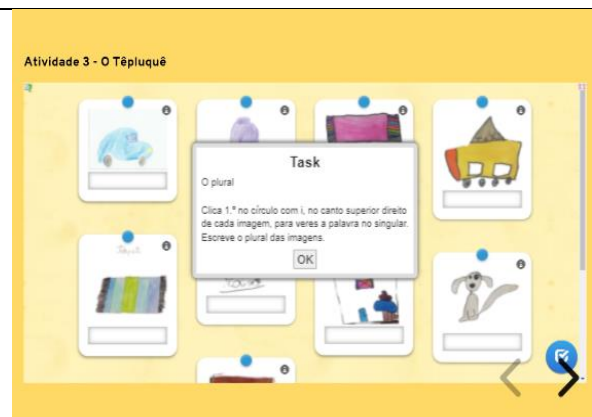 Atividade 3 - O Têpluquê
Task
O plural
Clica 1.º no círculo com i, no canto superior direito
de cada imagem, para veres a palavra no singular.
Escreve o plural das imagens.
OK